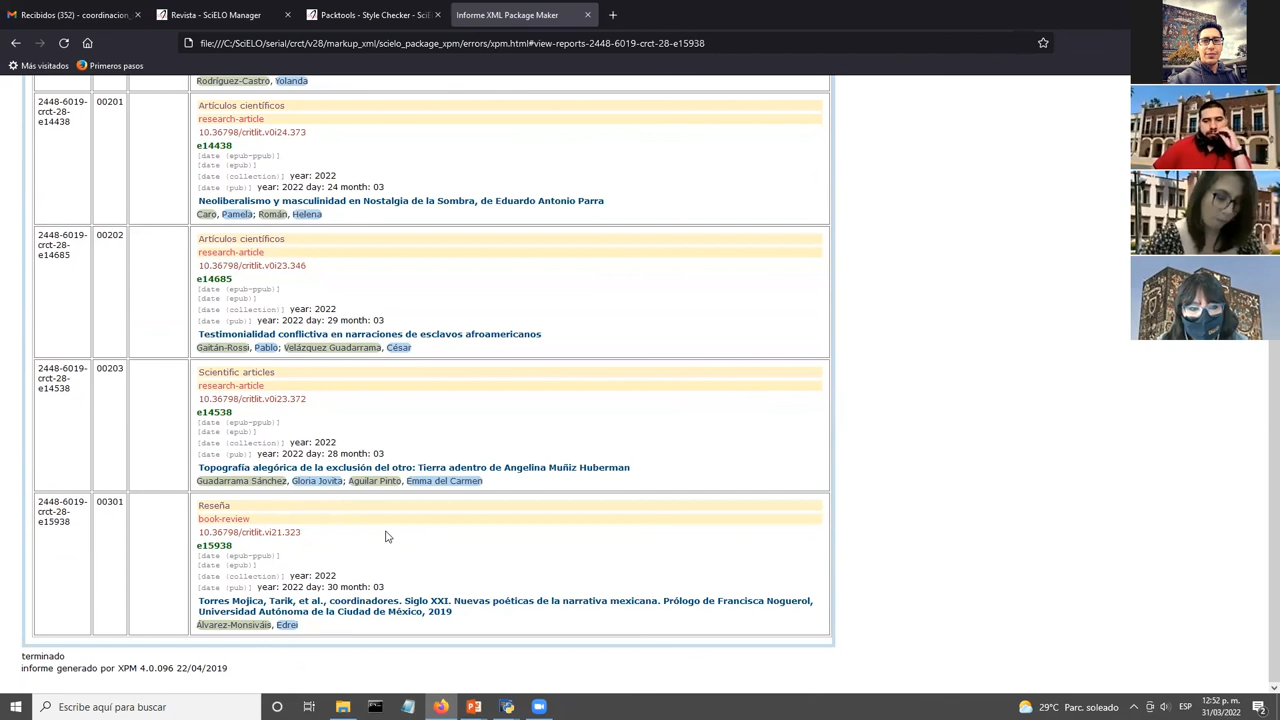 Recibidos (352) - coordinacion_
Revista - SciELO Manager
Packtools - Style Checker - SciEL
Informe XML Package Maker
file:///C:/SciELO/serial/crct/v28/markup_xml/scielo_package_xpm/errors/xpm.html#view-reports-2448-6019-crct-28-e15938
Más visitados
Primeros pasos
Rodríguez-Castro, Yolanda
2448-6019-
crct-28-
e14438
00201
Artículos científicos
research-article
10.36798/critlit.v0i24.373
e14438
[date (epub-ppub)]
[date (epub)]
[date (collection)] year: 2022
[date (pub)] year: 2022 day: 24 month: 03
Neoliberalismo y masculinidad en Nostalgia de la Sombra, de Eduardo Antonio Parra
Caro, Pamela; Román, Helena
2448-6019-
crct-28-
e14685
00202
Artículos científicos
research-article
10.36798/critlit.v0i23.346
e14685
[date (epub-ppub)]
[date (epub)]
[date (collection)] year: 2022
[date (pub)] year: 2022 day: 29 month: 03
Testimonialidad conflictiva en narraciones de esclavos afroamericanos
Gaitán-Rossi, Pablo; Velázquez Guadarrama, César
2448-6019-
crct-28-
e14538
00203
Scientific articles
research-article
10.36798/critlit.v0i23.372
e14538
[date (epub-ppub)]
[date (epub)]
[date (collection)] year: 2022
[date (pub)] year: 2022 day: 28 month: 03
Topografía alegórica de la exclusión del otro: Tierra adentro de Angelina Muñiz Huberman
Guadarrama Sánchez, Gloria Jovita; Aguilar Pinto, Emma del Carmen
2448-6019-
crct-28-
e15938
00301
Reseña
book-review
10.36798/critlit.vi21.323
e15938
[date (epub-ppub)]
[date (epub)]
[date (collection)] year: 2022
[date (pub)] year: 2022 day: 30 month: 03
Torres Mojica, Tarik, et al., coordinadores. Siglo XXI. Nuevas poéticas de la narrativa mexicana. Prólogo de Francisca Noguerol,
Universidad Autónoma de la Ciudad de México, 2019
Álvarez-Monsiváis, Edrei
terminado
informe generado por XPM 4.0.096 22/04/2019
Escribe aquí para buscar
29°C Parc. soleado
ESP
12:52 p. m.
31/03/2022
2